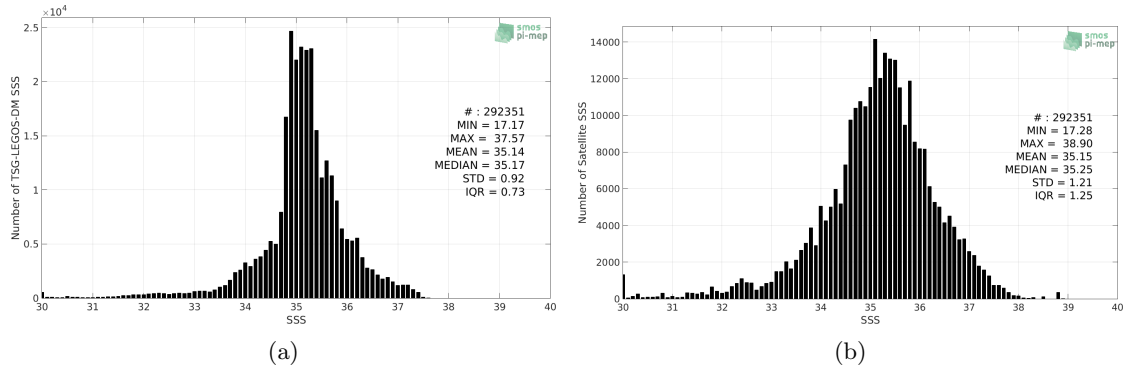 ×10^4
2.5
2
1.5
1
0.5
0
Number of TSG-LEGOS-DM SSS
smos
pi-mep
# : 292351
MIN = 17.17
MAX = 37.57
MEAN = 35.14
MEDIAN = 35.17
STD = 0.92
IQR = 0.73
30 31 32 33 34 35 36 37 38 39 40
SSS
(a)
14000
12000
10000
8000
6000
4000
2000
0
Number of Satellite SSS
smos
pi-mep
# : 292351
MIN = 17.28
MAX = 38.90
MEAN = 35.15
MEDIAN = 35.25
STD = 1.21
IQR = 1.25
30 31 32 33 34 35 36 37 38 39 40
SSS
(b)